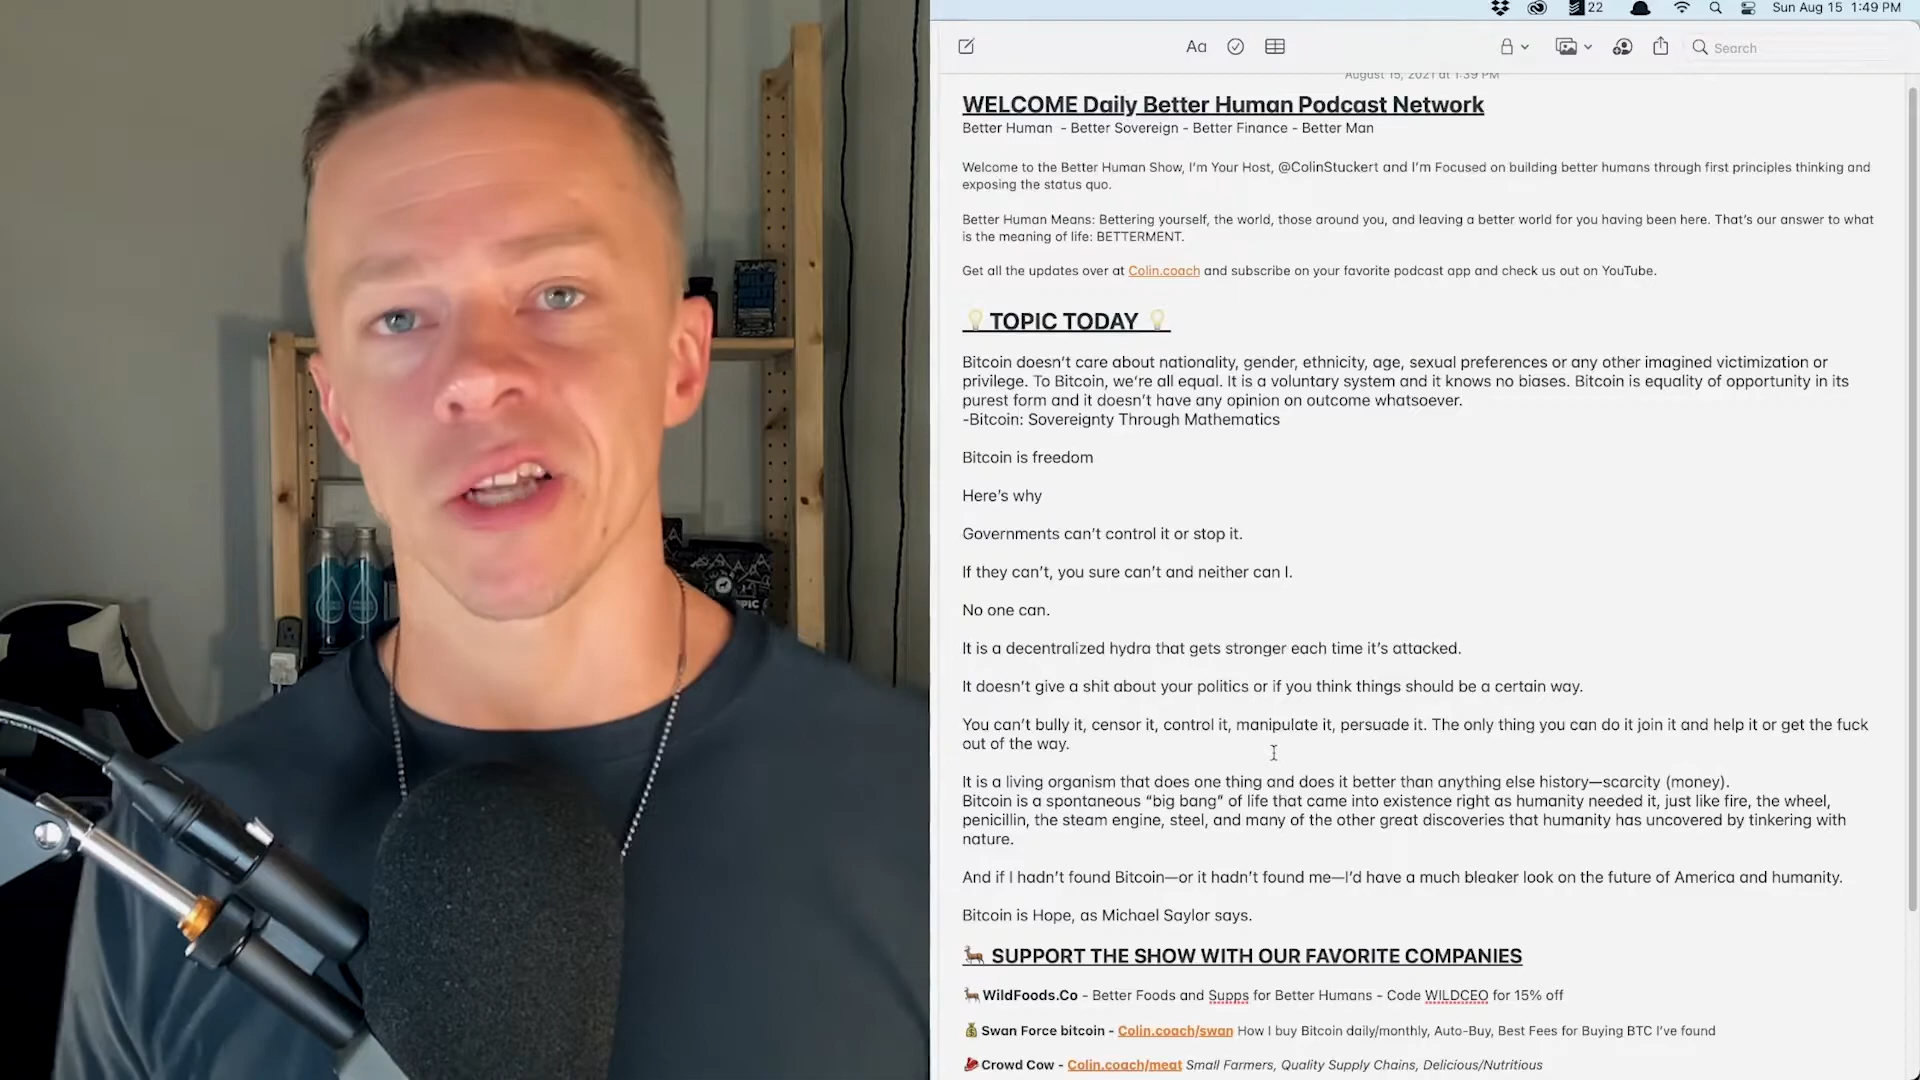 22
Sun Aug 15 1:49 PM
Aa
Search
August 15, 2021 at 1:39 PM
WELCOME Daily Better Human Podcast Network
Better Human - Better Sovereign - Better Finance - Better Man
Welcome to the Better Human Show, I'm Your Host, @ColinStuckert and I'm Focused on building better humans through first principles thinking and
exposing the status quo.
Better Human Means: Bettering yourself, the world, those around you, and leaving a better world for you having been here. That's our answer to what
is the meaning of life: BETTERMENT.
Get all the updates over at Colin.coach and subscribe on your favorite podcast app and check us out on YouTube.
💡 TOPIC TODAY 💡
Bitcoin doesn't care about nationality, gender, ethnicity, age, sexual preferences or any other imagined victimization or
privilege. To Bitcoin, we're all equal. It is a voluntary system and it knows no biases. Bitcoin is equality of opportunity in its
purest form and it doesn't have any opinion on outcome whatsoever.
-Bitcoin: Sovereignty Through Mathematics
Bitcoin is freedom
Here's why
Governments can't control it or stop it.
If they can't, you sure can't and neither can I.
No one can.
It is a decentralized hydra that gets stronger each time it's attacked.
It doesn't give a shit about your politics or if you think things should be a certain way.
You can't bully it, censor it, control it, manipulate it, persuade it. The only thing you can do it join it and help it or get the fuck
out of the way.
It is a living organism that does one thing and does it better than anything else history—scarcity (money).
Bitcoin is a spontaneous "big bang" of life that came into existence right as humanity needed it, just like fire, the wheel,
penicillin, the steam engine, steel, and many of the other great discoveries that humanity has uncovered by tinkering with
nature.
And if I hadn't found Bitcoin—or it hadn't found me—I'd have a much bleaker look on the future of America and humanity.
Bitcoin is Hope, as Michael Saylor says.
🦌 SUPPORT THE SHOW WITH OUR FAVORITE COMPANIES
🦌 WildFoods.Co - Better Foods and Supps for Better Humans - Code WILDCEO for 15% off
💰 Swan Force bitcoin - Colin.coach/swan How I buy Bitcoin daily/monthly, Auto-Buy, Best Fees for Buying BTC I've found
🥩 Crowd Cow - Colin.coach/meat Small Farmers, Quality Supply Chains, Delicious/Nutritious